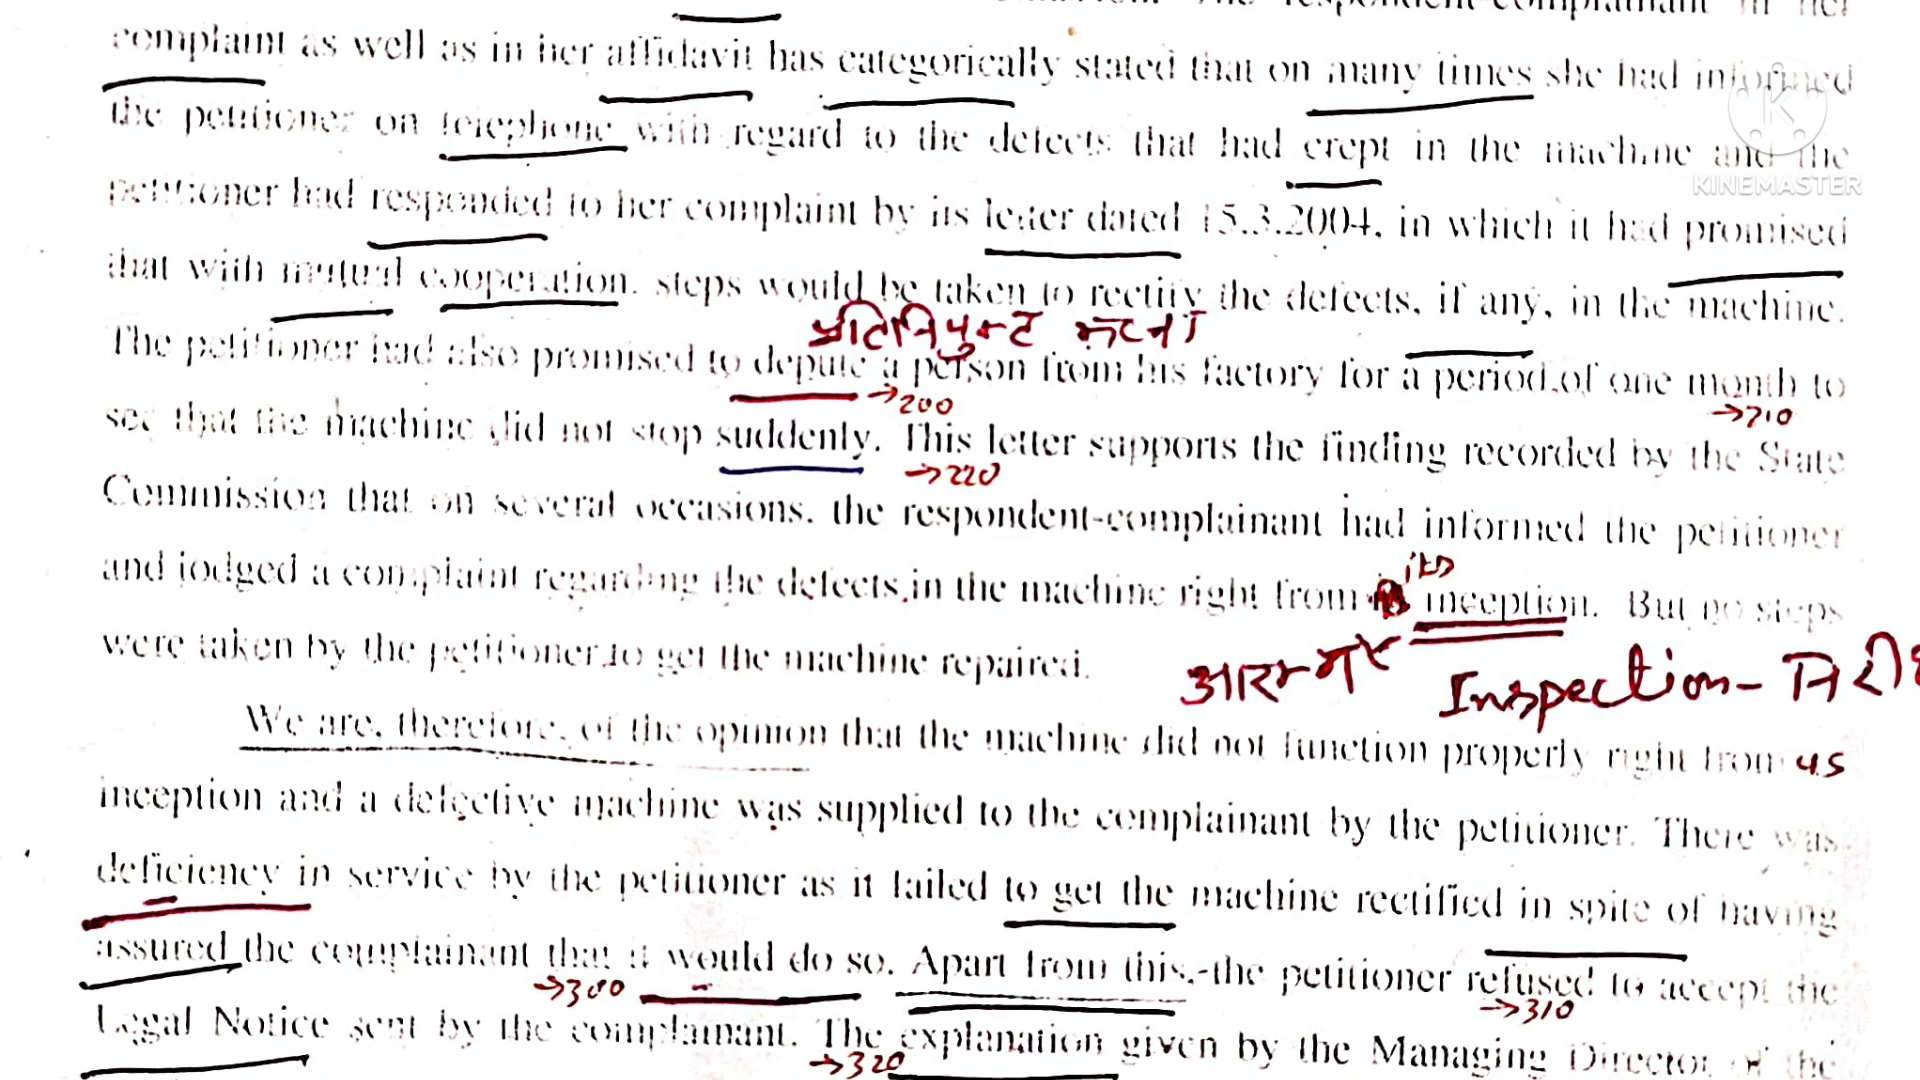 complaint as well as in her affidavit has categorically stated that on many times she had informed
the petitioner on telephone with regard to the defects that had crept in the machine and the
KINEMASTER
petitioner had responded to her complaint by its letter dated 15.3.2004, in which it had promised
that with mutual cooperation, steps would be taken to rectify the defects, if any, in the machine.
प्रतिनियुक्त करना
The petitioner had also promised to depute a person from his factory for a period of one month to
→200 →210
see that the machine did not stop suddenly. This letter supports the finding recorded by the State
→220
Commission that on several occasions, the respondent-complainant had informed the petitioner
its
and lodged a complaint regarding the defects in the machine right from inception. But no steps
were taken by the petitioner to get the machine repaired.
Inspection-
We are, therefore, of the opinion that the machine did not function properly right from its
inception and a defective machine was supplied to the complainant by the petitioner. There was
deficiency in service by the petitioner as it failed to get the machine rectified in spite of having
assured the complainant that it would do so. Apart from this, the petitioner refused to accept the
→300 →310
Legal Notice sent by the complainant. The explanation given by the Managing Director of the
→320